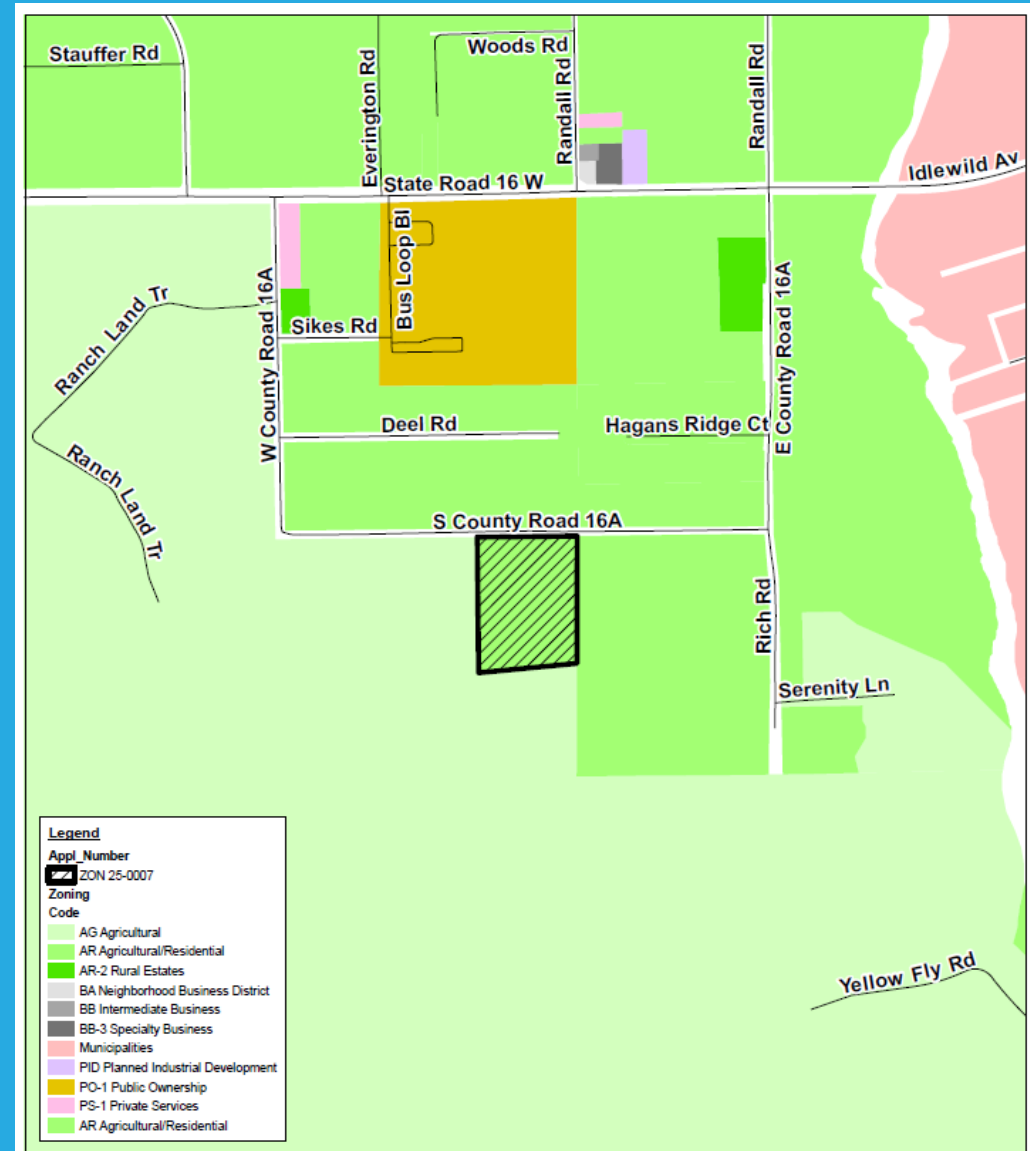 Stauffer Rd
Woods Rd
Everington Rd
Randall Rd
Randall Rd
Idlewild Av
State Road 16 W
Bus Loop Bl
W County Road 16A
E County Road 16A
Ranch Land Tr
Sikes Rd
Deel Rd
Hagans Ridge Ct
Ranch Land Tr
S County Road 16A
Rich Rd
Serenity Ln
Yellow Fly Rd
Legend
Appl_Number
ZON 25-0007
Zoning
Code
AG Agricultural
AR Agricultural/Residential
AR-2 Rural Estates
BA Neighborhood Business District
BB Intermediate Business
BB-3 Specialty Business
Municipalities
PID Planned Industrial Development
PO-1 Public Ownership
PS-1 Private Services
AR Agricultural/Residential